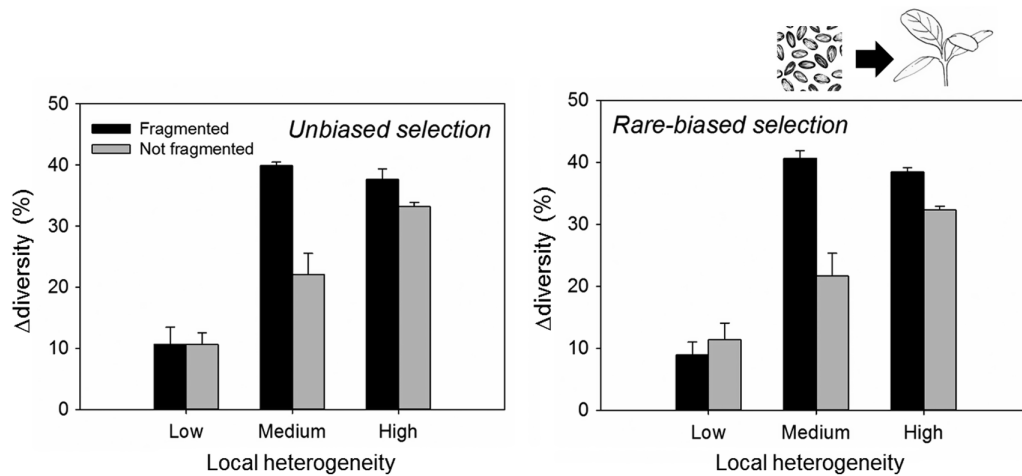 50
40
30
20
10
0
Δdiversity (%)
Fragmented
Not fragmented
Unbiased selection
Low Medium High
Local heterogeneity
50
40
30
20
10
0
Δdiversity (%)
Rare-biased selection
Low Medium High
Local heterogeneity